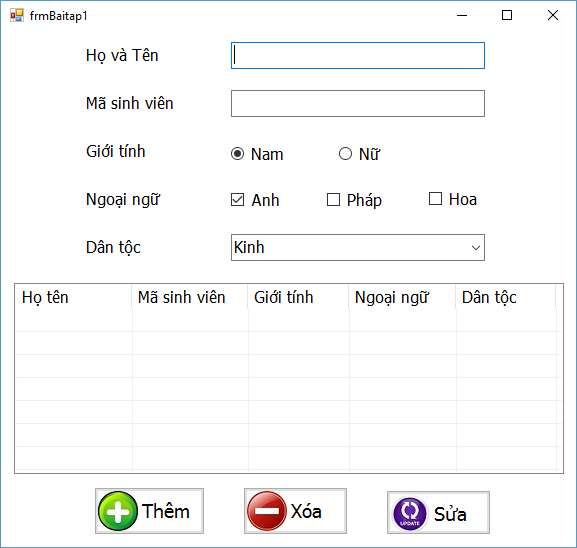 frmBaitap1
Họ và Tên
Mã sinh viên
Giới tính Nam Nữ
Ngoại ngữ Anh Pháp Hoa
Dân tộc Kinh
Họ tên Mã sinh viên Giới tính Ngoại ngữ Dân tộc
Thêm Xóa UPDATE Sửa